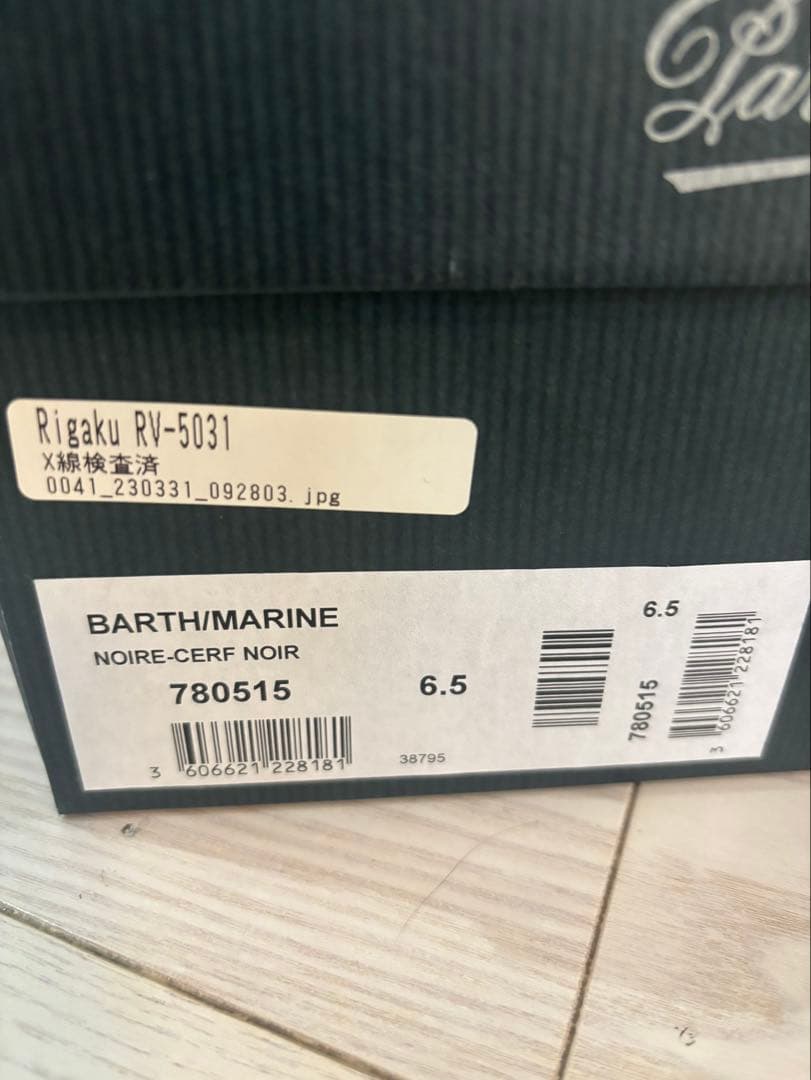 Rigaku RV-5031
X線検査済
0041_230331_092803.jpg
BARTH/MARINE
NOIRE-CERF NOIR
780515
6.5
3 606621 228181
38795
6.5
780515
3 606621 228181